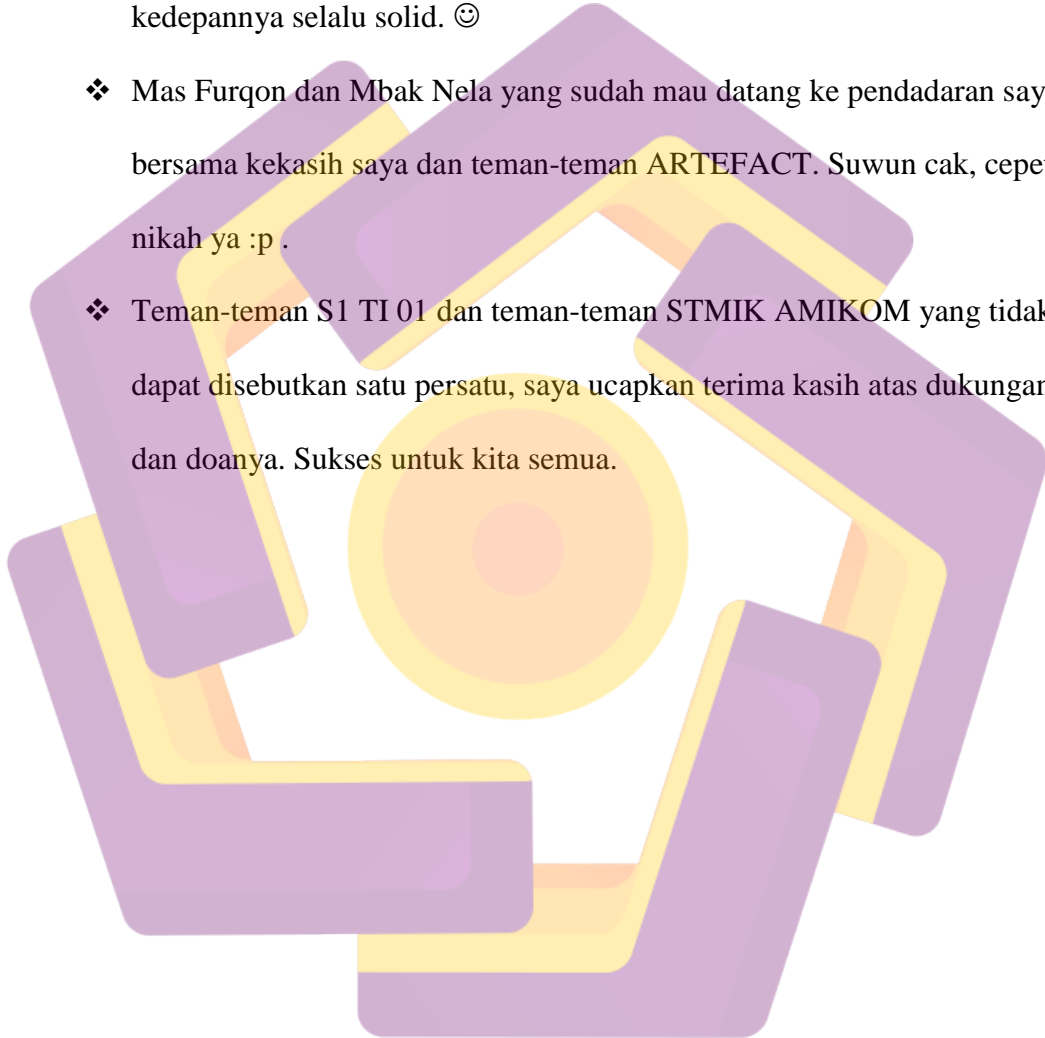 kedepannya selalu solid. ☺
❖ Mas Furqon dan Mbak Nela yang sudah mau datang ke pendadaran say
bersama kekasih saya dan teman-teman ARTEFACT. Suwun cak, cepe
nikah ya :p .
❖ Teman-teman S1 TI 01 dan teman-teman STMIK AMIKOM yang tidak
dapat disebutkan satu persatu, saya ucapkan terima kasih atas dukungan
dan doanya. Sukses untuk kita semua.